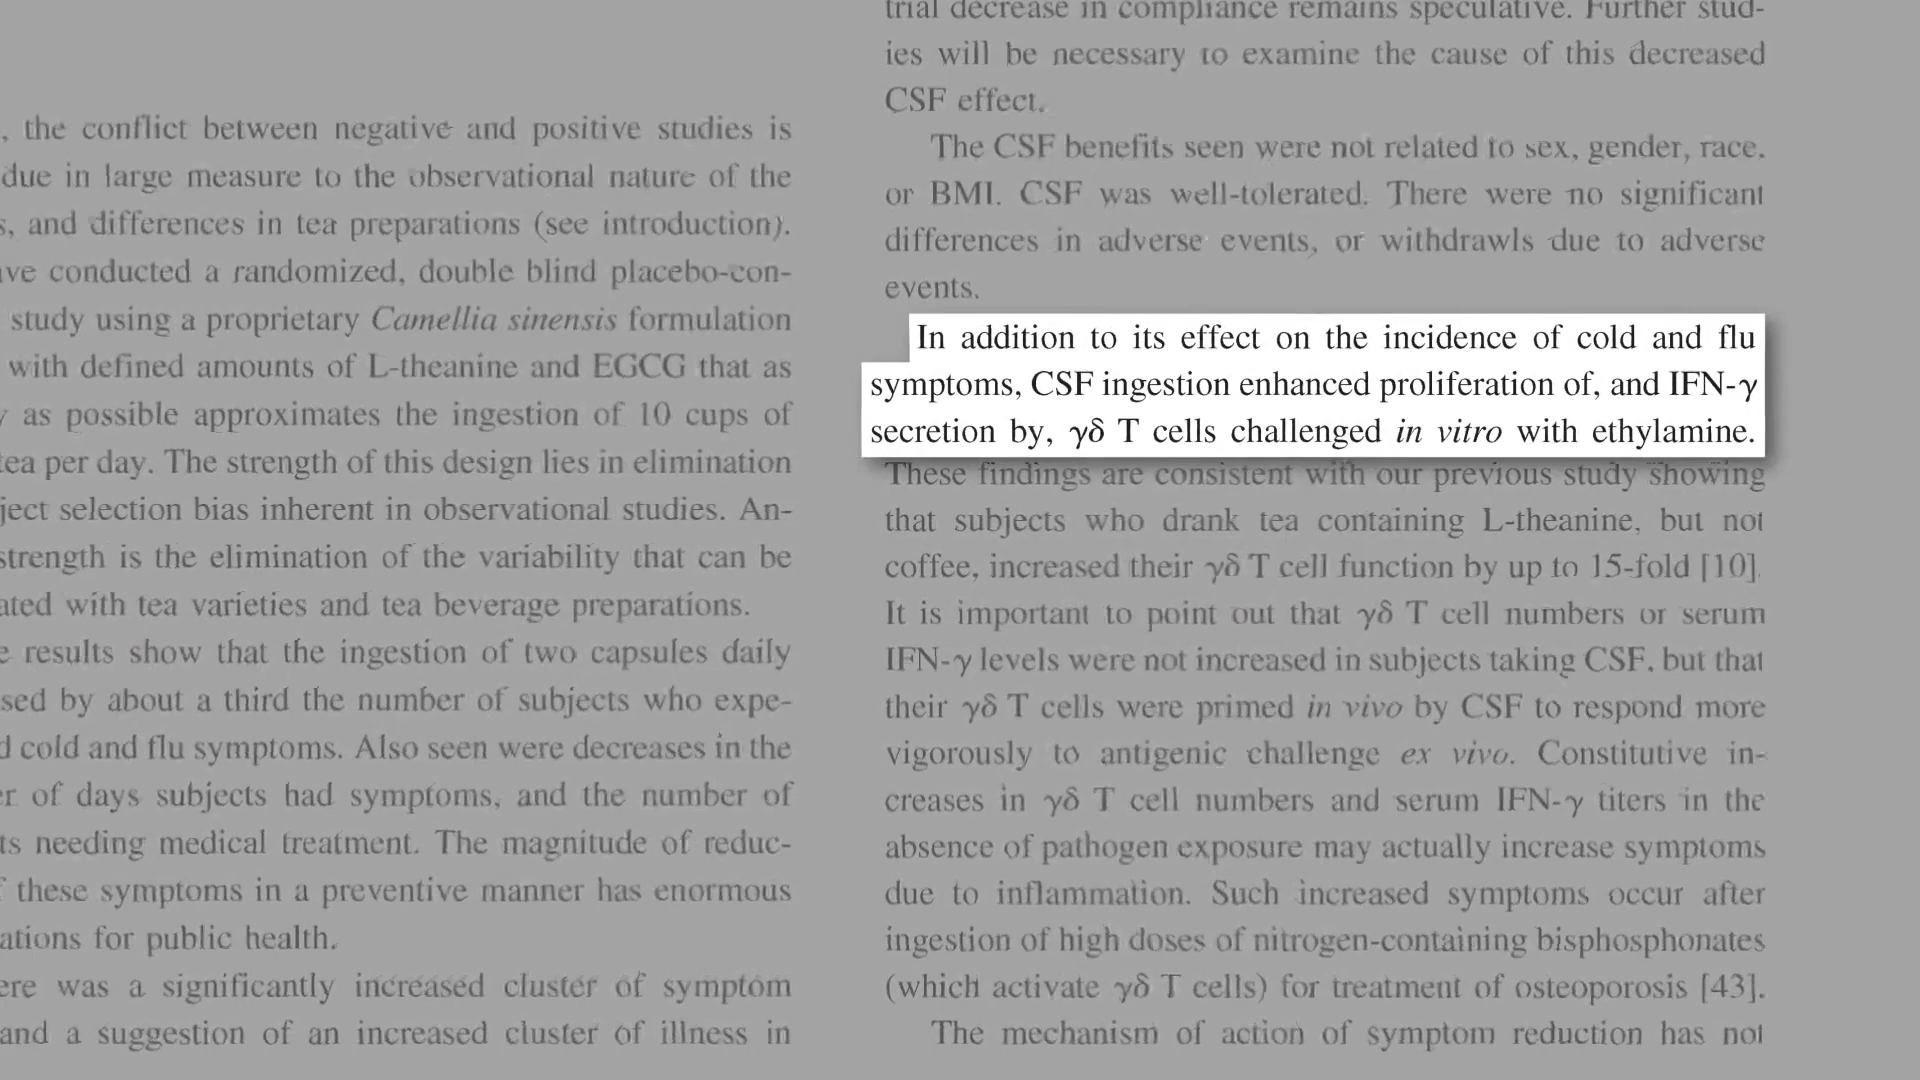 , the conflict between negative and positive studies is
due in large measure to the observational nature of the
s, and differences in tea preparations (see introduction).
ve conducted a randomized, double blind placebo-con-
study using a proprietary Camellia sinensis formulation
with defined amounts of L-theanine and EGCG that as
y as possible approximates the ingestion of 10 cups of
tea per day. The strength of this design lies in elimination
ject selection bias inherent in observational studies. An-
strength is the elimination of the variability that can be
ated with tea varieties and tea beverage preparations.
e results show that the ingestion of two capsules daily
sed by about a third the number of subjects who expe-
d cold and flu symptoms. Also seen were decreases in the
er of days subjects had symptoms, and the number of
ts needing medical treatment. The magnitude of reduc-
f these symptoms in a preventive manner has enormous
ations for public health.
ere was a significantly increased cluster of symptom
and a suggestion of an increased cluster of illness in
trial decrease in compliance remains speculative. Further stud-
ies will be necessary to examine the cause of this decreased
CSF effect.
The CSF benefits seen were not related to sex, gender, race,
or BMI. CSF was well-tolerated. There were no significant
differences in adverse events, or withdrawls due to adverse
events.
In addition to its effect on the incidence of cold and flu
symptoms, CSF ingestion enhanced proliferation of, and IFN-γ
secretion by, γδ T cells challenged in vitro with ethylamine.
These findings are consistent with our previous study showing
that subjects who drank tea containing L-theanine, but not
coffee, increased their γδ T cell function by up to 15-fold [10].
It is important to point out that γδ T cell numbers or serum
IFN-γ levels were not increased in subjects taking CSF, but that
their γδ T cells were primed in vivo by CSF to respond more
vigorously to antigenic challenge ex vivo. Constitutive in-
creases in γδ T cell numbers and serum IFN-γ titers in the
absence of pathogen exposure may actually increase symptoms
due to inflammation. Such increased symptoms occur after
ingestion of high doses of nitrogen-containing bisphosphonates
(which activate γδ T cells) for treatment of osteoporosis [43].
The mechanism of action of symptom reduction has not